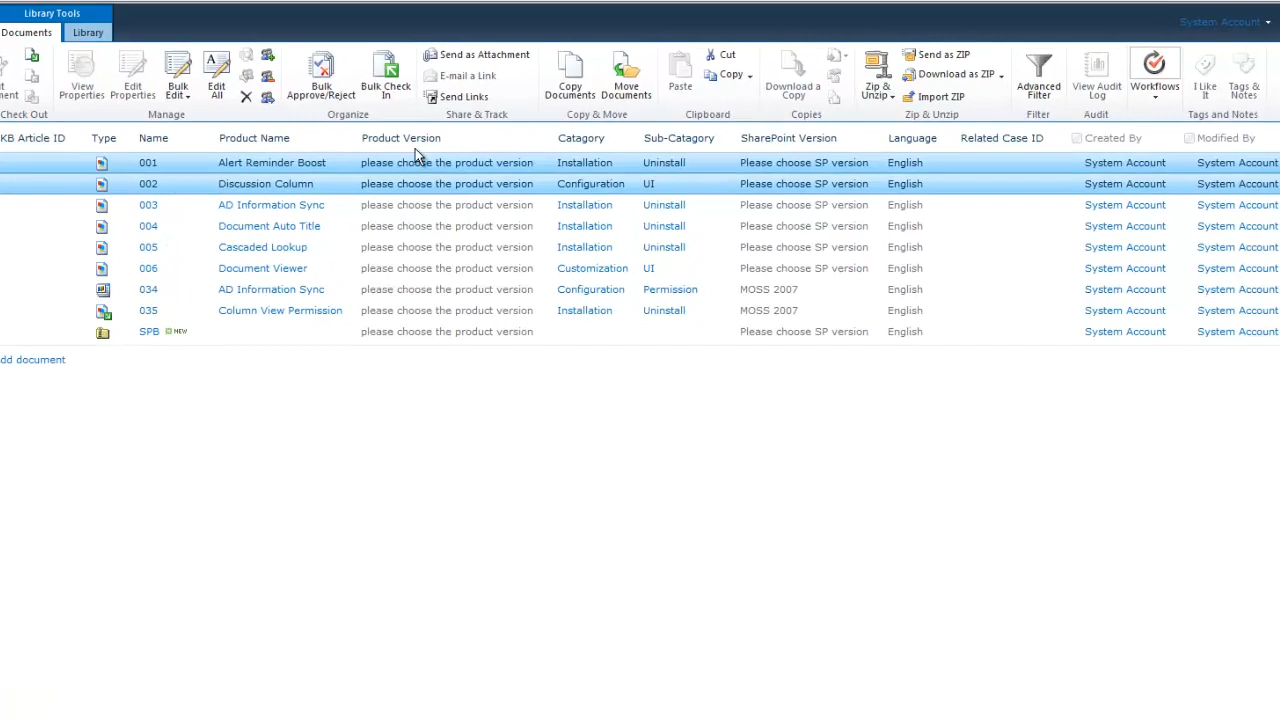 Library Tools
Documents Library
System Account
View Properties
Edit Properties
Bulk Edit
Edit All
Bulk Approve/Reject
Bulk Check In
Send as Attachment
E-mail a Link
Send Links
Copy Documents
Move Documents
Paste
Cut
Copy
Download a Copy
Zip & Unzip
Send as ZIP
Download as ZIP
Import ZIP
Advanced Filter
View Audit Log
Workflows
I Like It
Tags & Notes
Check Out Manage Organize Share & Track Copy & Move Clipboard Copies Zip & Unzip Filter Audit Tags and Notes
KB Article ID Type Name Product Name Product Version Catagory Sub-Catagory SharePoint Version Language Related Case ID Created By Modified By
001 Alert Reminder Boost please choose the product version Installation Uninstall Please choose SP version English System Account System Account
002 Discussion Column please choose the product version Configuration UI Please choose SP version English System Account System Account
003 AD Information Sync please choose the product version Installation Uninstall Please choose SP version English System Account System Account
004 Document Auto Title please choose the product version Installation Uninstall Please choose SP version English System Account System Account
005 Cascaded Lookup please choose the product version Installation Uninstall Please choose SP version English System Account System Account
006 Document Viewer please choose the product version Customization UI Please choose SP version English System Account System Account
034 AD Information Sync please choose the product version Configuration Permission MOSS 2007 English System Account System Account
035 Column View Permission please choose the product version Installation Uninstall MOSS 2007 English System Account System Account
SPB NEW please choose the product version Please choose SP version English System Account System Account
dd document